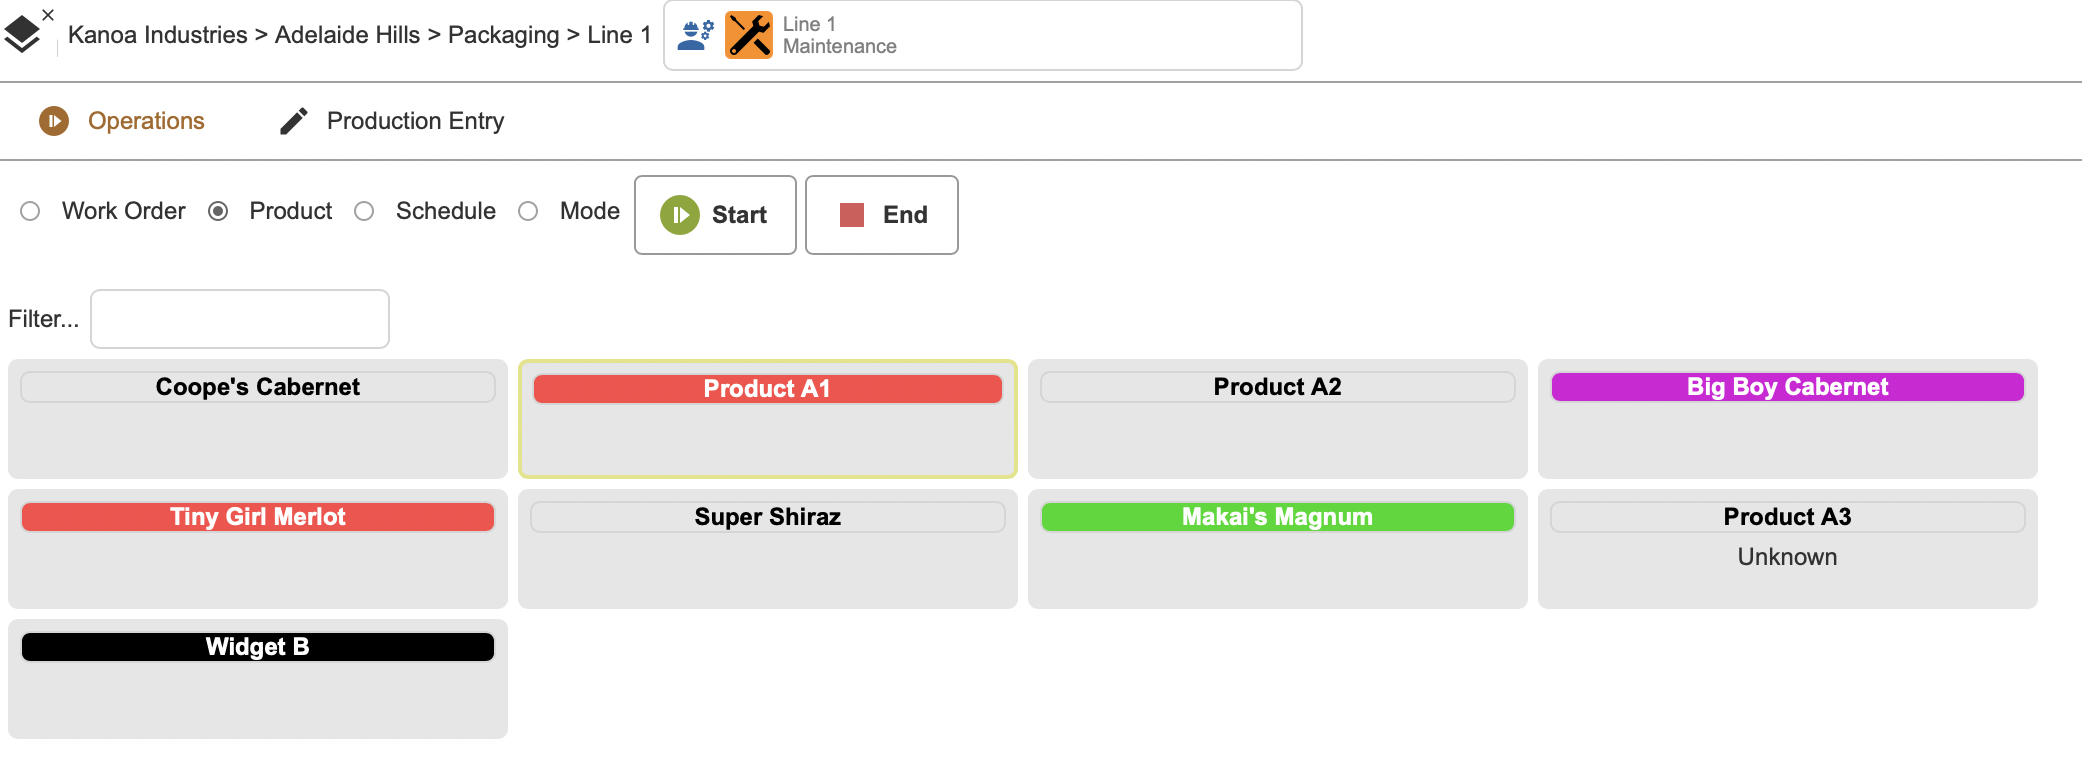 Kanoa Industries > Adelaide Hills > Packaging > Line 1
Line 1
Maintenance
Operations
Production Entry
Work Order
Product
Schedule
Mode
Start
End
Filter...
Coope's Cabernet
Product A1
Product A2
Big Boy Cabernet
Tiny Girl Merlot
Super Shiraz
Makai's Magnum
Product A3
Unknown
Widget B